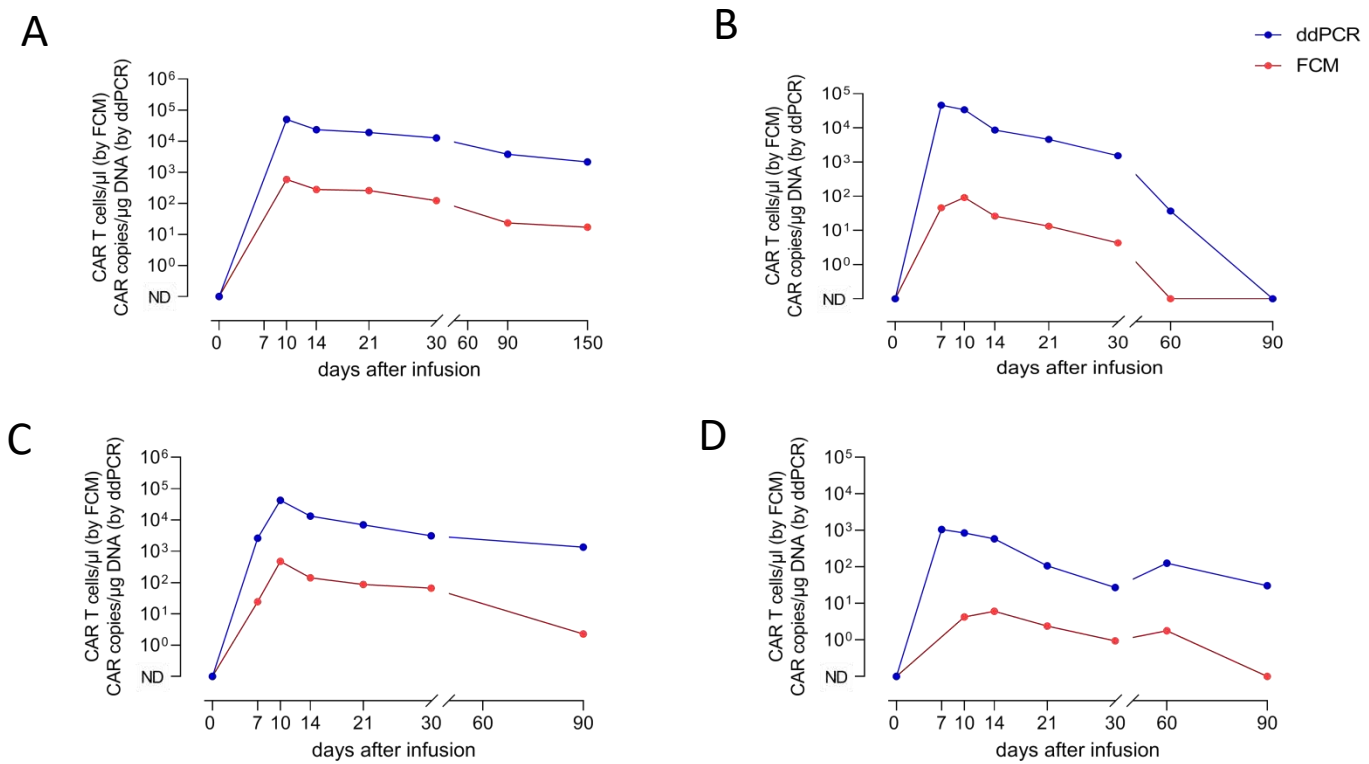 A
CAR T cells/µl (by FCM)
CAR copies/µg DNA (by ddPCR)
10⁶
10⁵
10⁴
10³
10²
10¹
10⁰
ND
0 7 10 14 21 30 60 90 150
days after infusion
B
ddPCR
FCM
CAR T cells/µl (by FCM)
CAR copies/µg DNA (by ddPCR)
10⁵
10⁴
10³
10²
10¹
10⁰
ND
0 7 10 14 21 30 60 90
days after infusion
C
CAR T cells/µl (by FCM)
CAR copies/µg DNA (by ddPCR)
10⁶
10⁵
10⁴
10³
10²
10¹
10⁰
ND
0 7 10 14 21 30 60 90
days after infusion
D
CAR T cells/µl (by FCM)
CAR copies/µg DNA (by ddPCR)
10⁵
10⁴
10³
10²
10¹
10⁰
ND
0 7 10 14 21 30 60 90
days after infusion